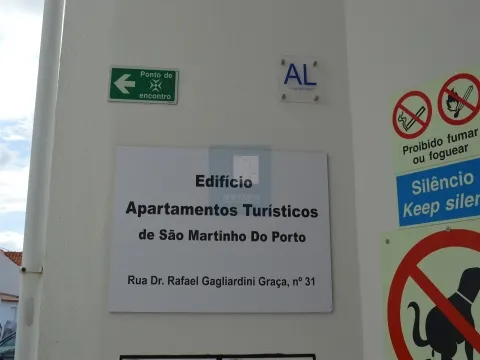 Ponto de
encontro
AL
Edifício
Apartamentos Turísticos
de São Martinho Do Porto
Rua Dr. Rafael Gagliardini Graça, nº 31
Proibido fumar
ou foguear
Silêncio
Keep silen